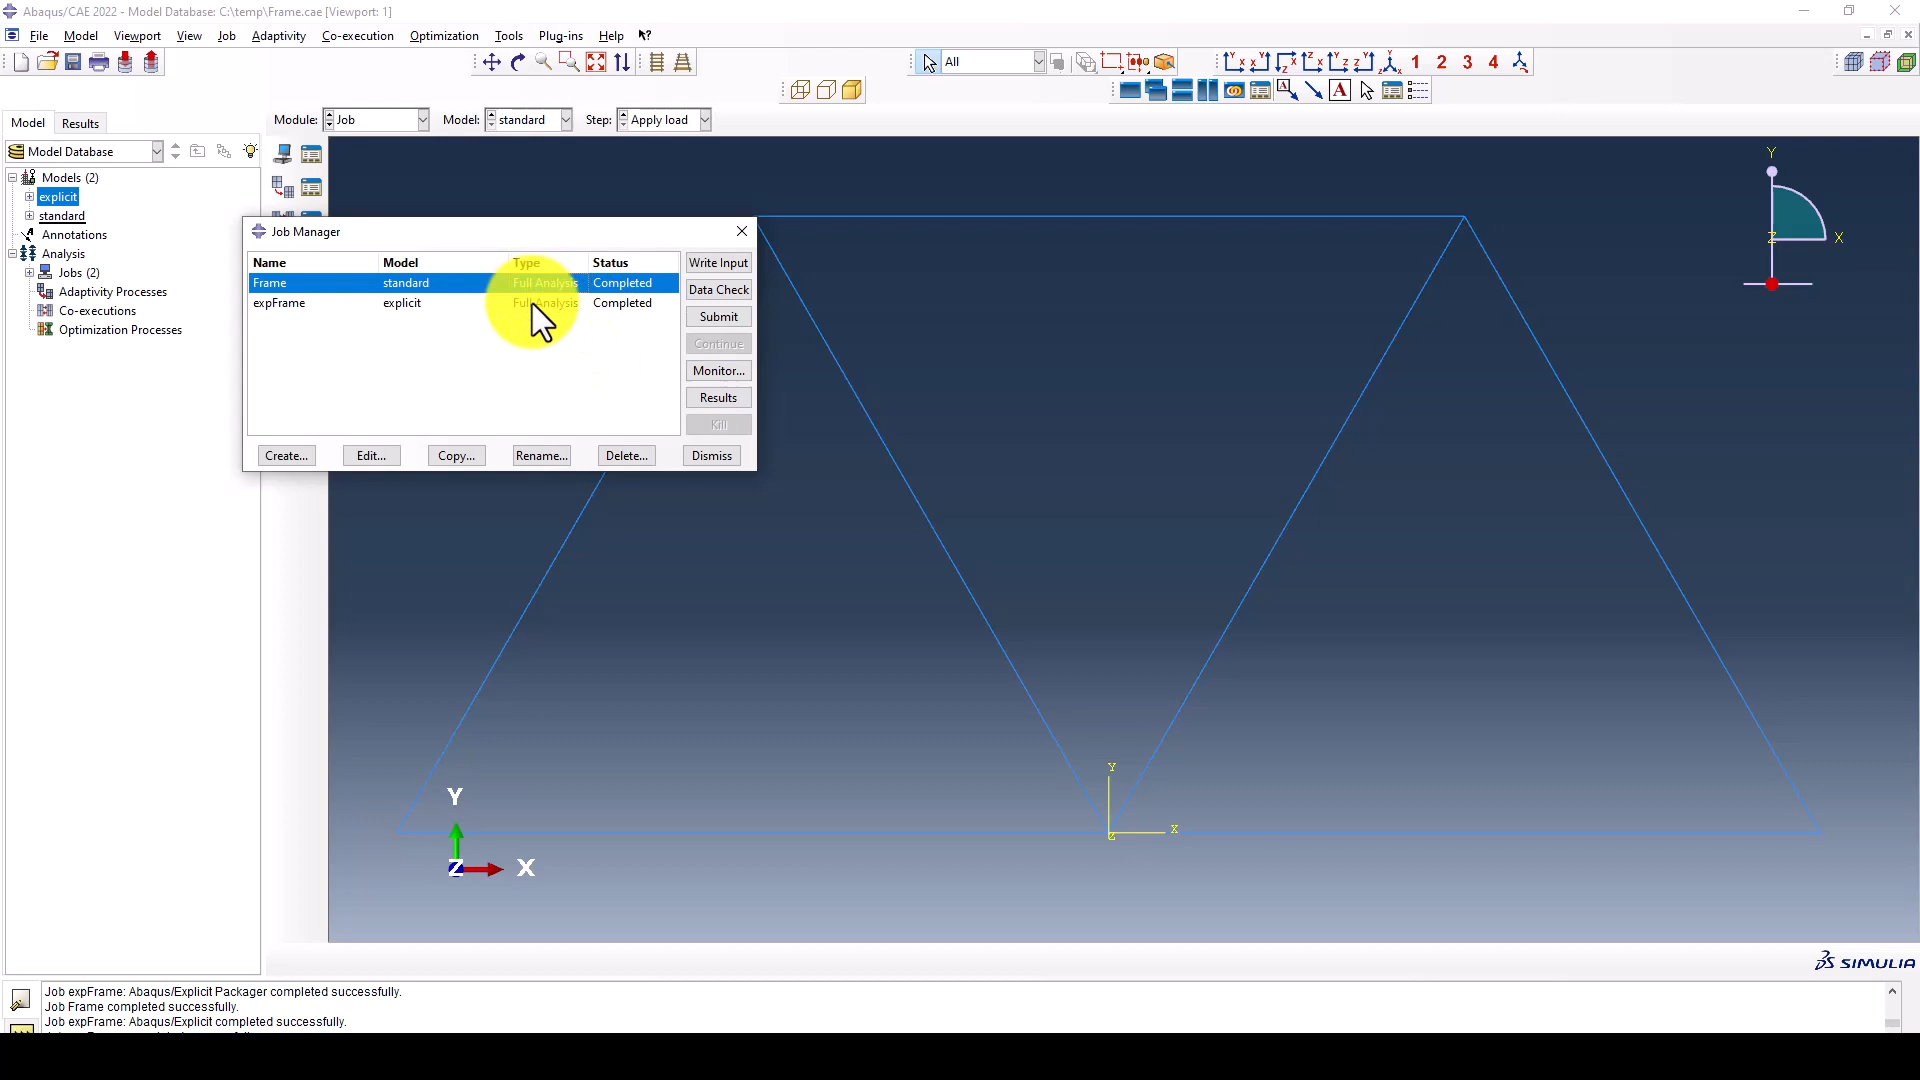 Abaqus/CAE 2022 - Model Database: C:\temp\Frame.cae [Viewport: 1]
File Model Viewport View Job Adaptivity Co-execution Optimization Tools Plug-ins Help
All
1 2 3 4
Model Results
Module: Job Model: standard Step: Apply load
Model Database
Models (2)
explicit
standard
Annotations
Analysis
Jobs (2)
Adaptivity Processes
Co-executions
Optimization Processes
Job Manager
Name Model Type Status
Frame standard Full Analysis Completed
expFrame explicit Full Analysis Completed
Write Input
Data Check
Submit
Continue
Monitor...
Results
Kill
Create... Edit... Copy... Rename... Delete... Dismiss
Y
Z X
Y
Z X
Y
Z X
SIMULIA
Job expFrame: Abaqus/Explicit Packager completed successfully.
Job Frame completed successfully.
Job expFrame: Abaqus/Explicit completed successfully.